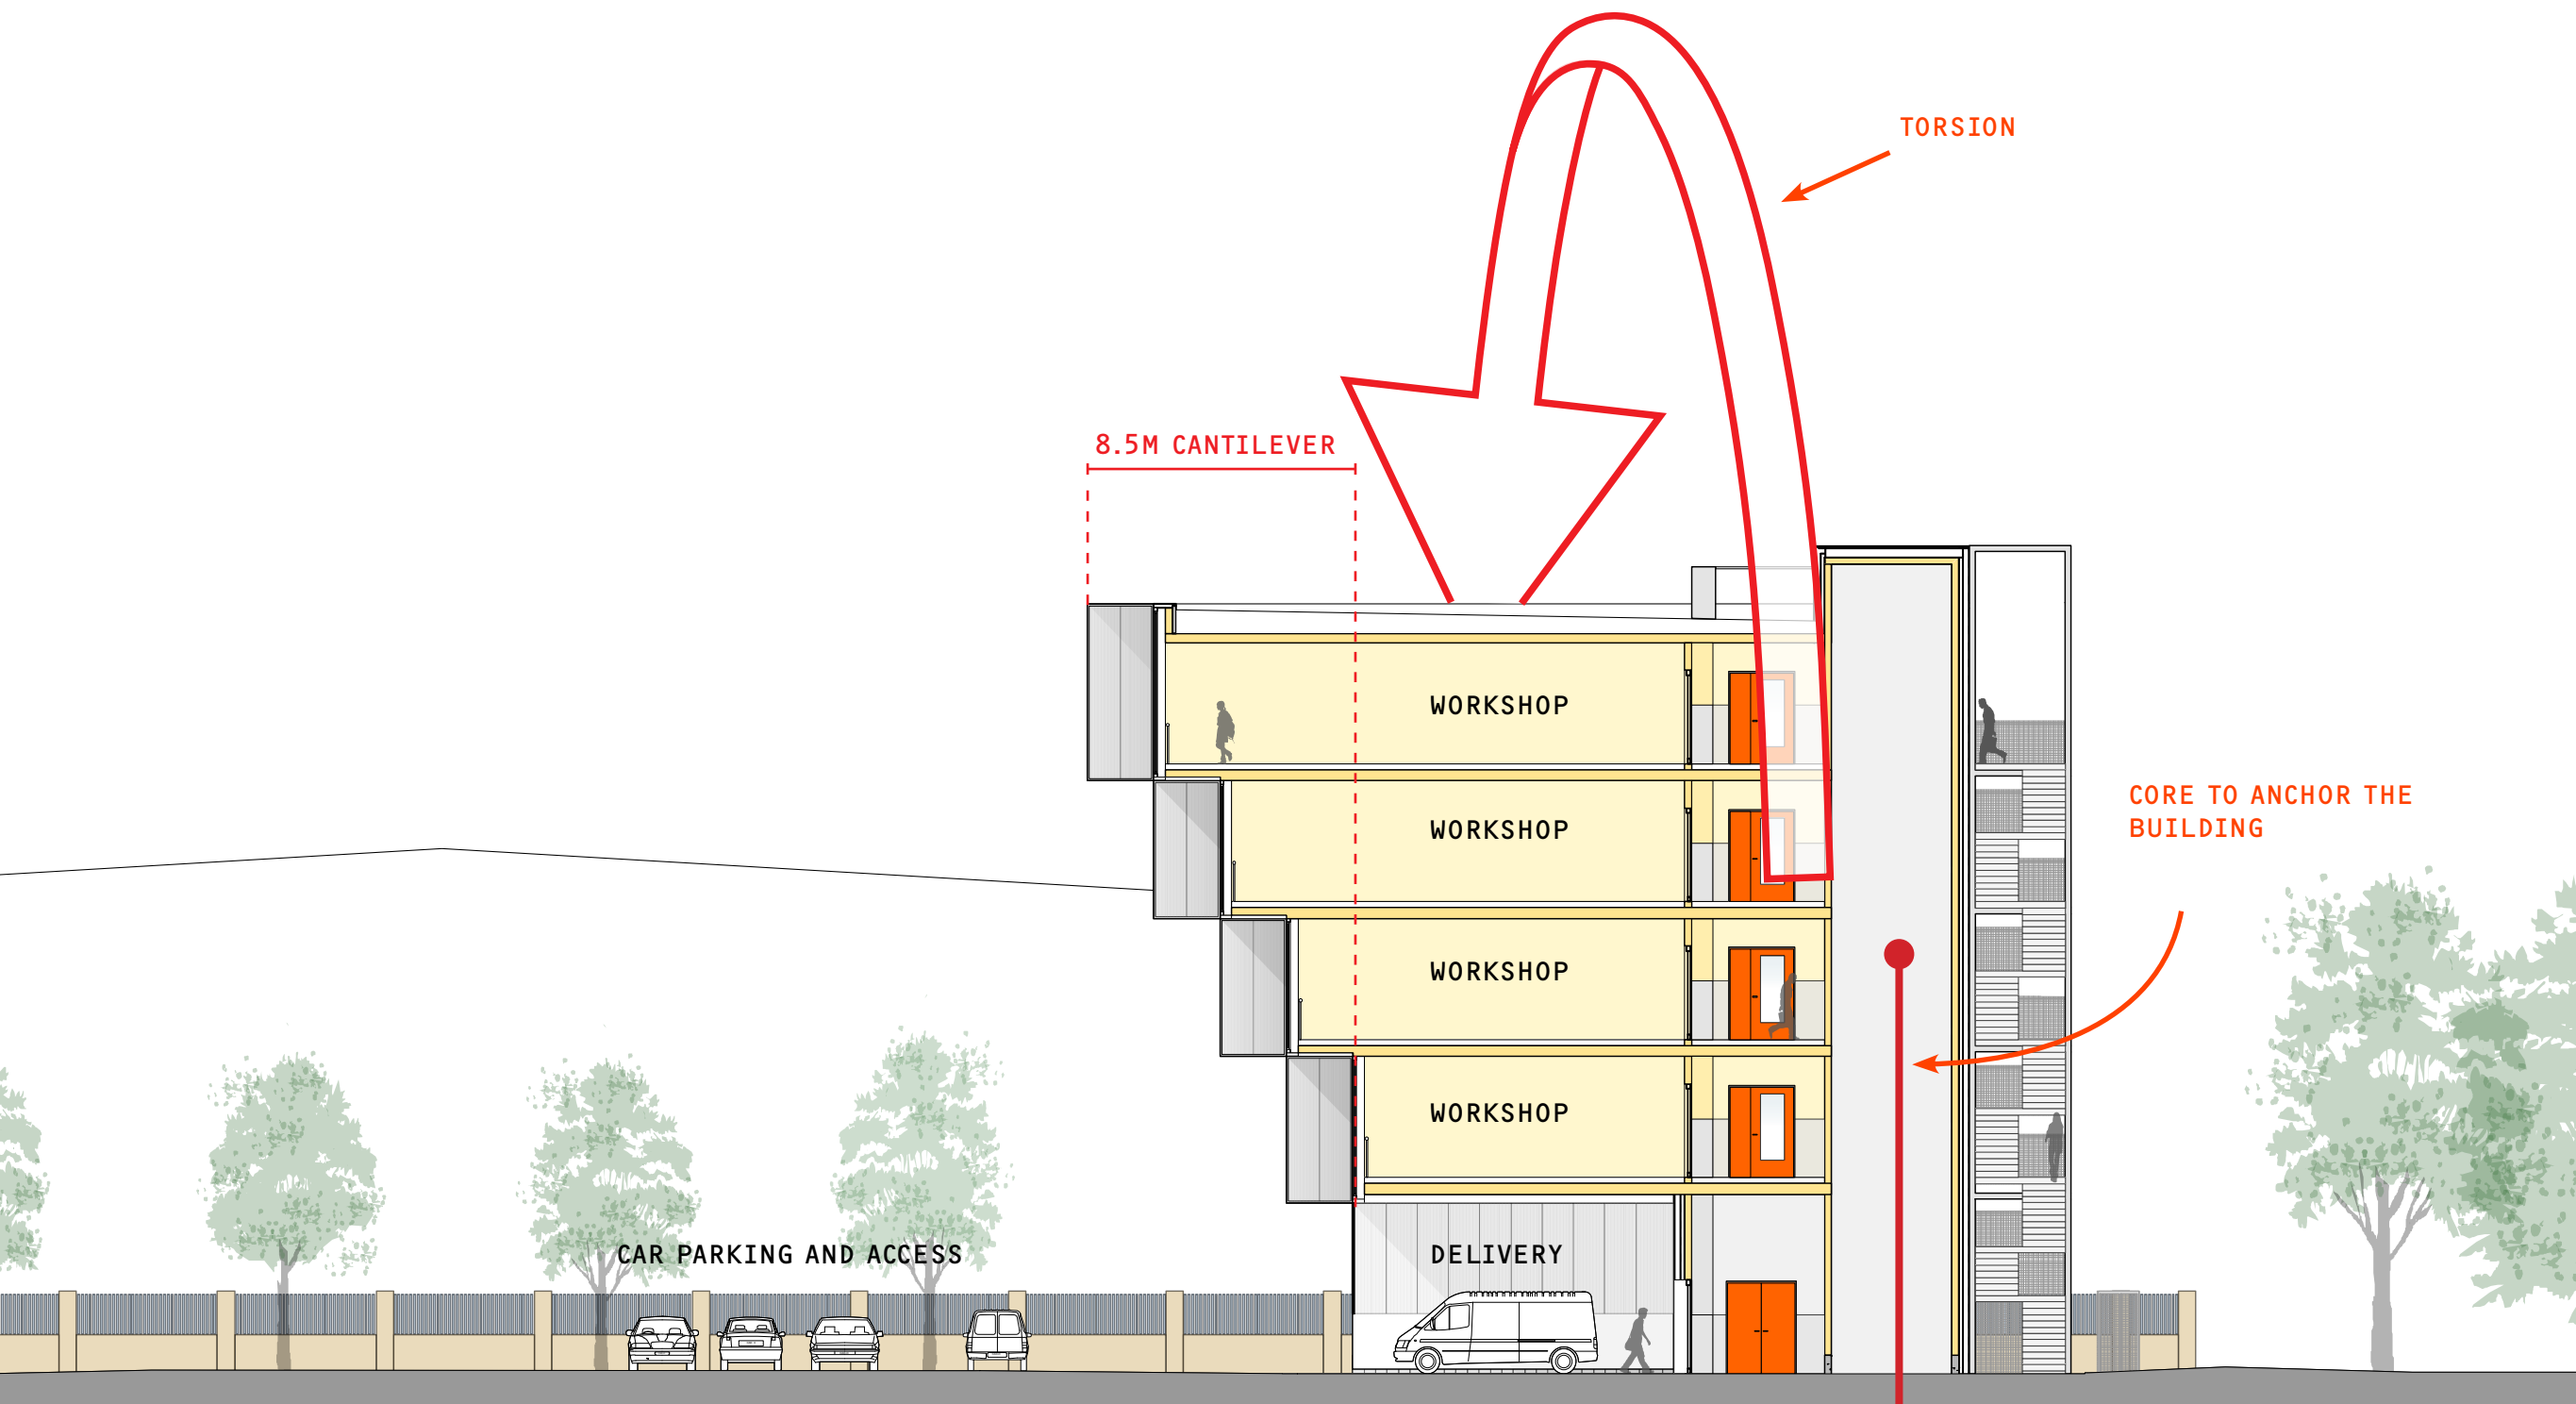 TORSION
8.5M CANTILEVER
WORKSHOP
CORE TO ANCHOR THE
BUILDING
WORKSHOP
WORKSHOP
WORKSHOP
CAR PARKING AND ACCESS
DELIVERY